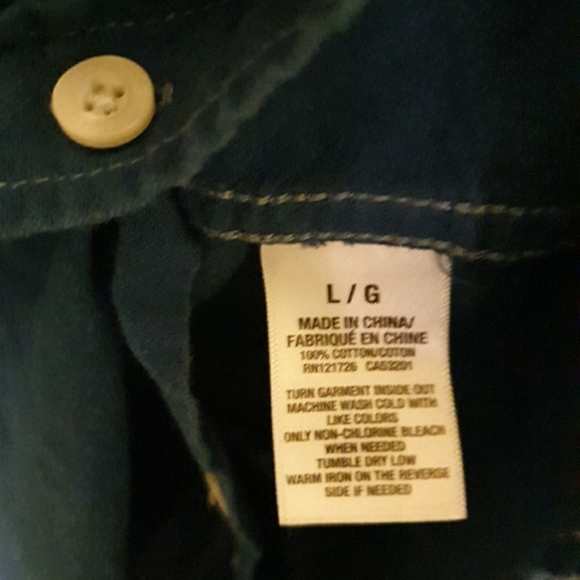 L / G
MADE IN CHINA/
FABRIQUÉ EN CHINE
100% COTTON/COTON
RN121726 CA53201
TURN GARMENT INSIDE OUT
MACHINE WASH COLD WITH
LIKE COLORS
ONLY NON-CHLORINE BLEACH
WHEN NEEDED
TUMBLE DRY LOW
WARM IRON ON THE REVERSE
SIDE IF NEEDED